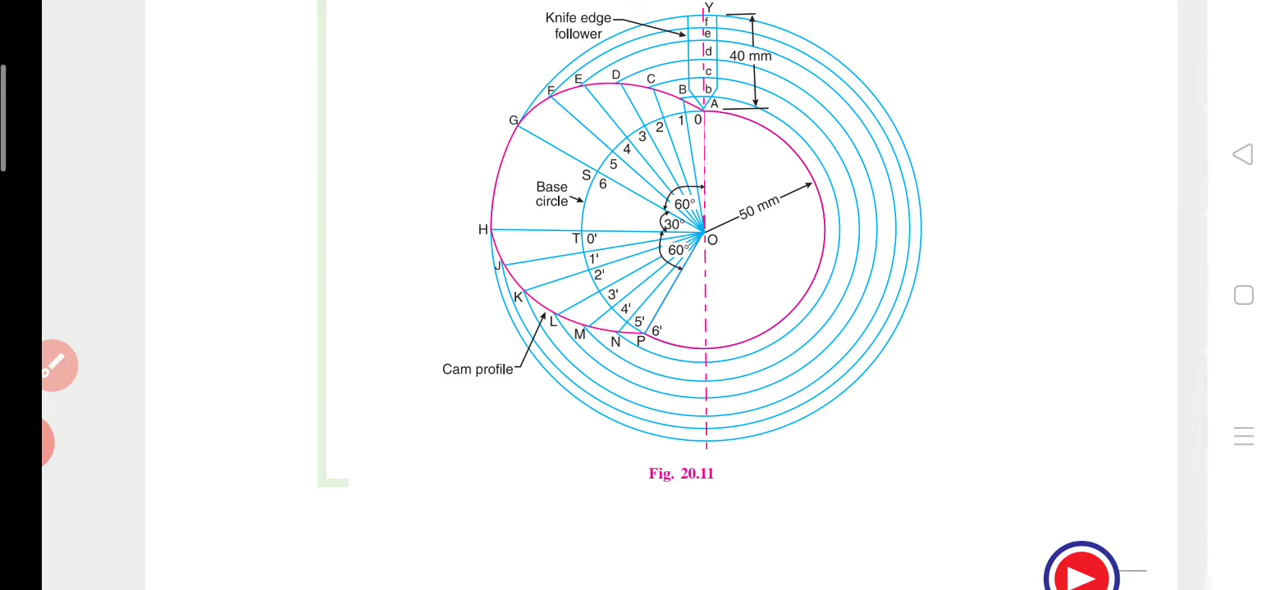 Y
Knife edge
follower
f
e
d
40 mm
c
b
A
B
C
D
E
F
G
0
1
2
3
4
5
6
S
Base
circle
60°
30°
60°
50 mm
O
H
T
0'
1'
2'
3'
4'
5'
6'
J
K
L
M
N
P
Cam profile
Fig. 20.11